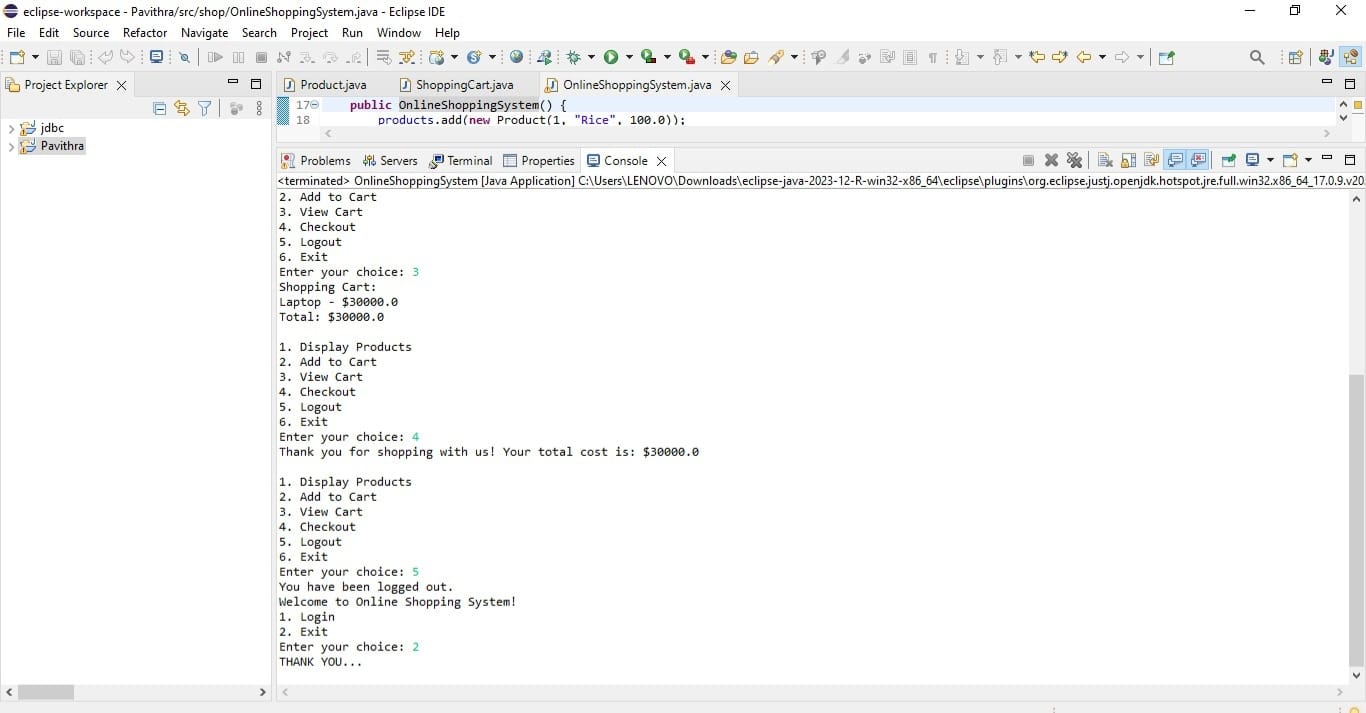 eclipse-workspace - Pavithra/src/shop/OnlineShoppingSystem.java - Eclipse IDE
File Edit Source Refactor Navigate Search Project Run Window Help
Project Explorer
Product.java ShoppingCart.java OnlineShoppingSystem.java
17 public OnlineShoppingSystem() {
18 products.add(new Product(1, "Rice", 100.0));
jdbc
Pavithra
Problems Servers Terminal Properties Console
<terminated> OnlineShoppingSystem [Java Application] C:\Users\LENOVO\Downloads\eclipse-java-2023-12-R-win32-x86_64\eclipse\plugins\org.eclipse.justj.openjdk.hotspot.jre.full.win32.x86_64_17.0.9.v20
2. Add to Cart
3. View Cart
4. Checkout
5. Logout
6. Exit
Enter your choice: 3
Shopping Cart:
Laptop - $30000.0
Total: $30000.0
1. Display Products
2. Add to Cart
3. View Cart
4. Checkout
5. Logout
6. Exit
Enter your choice: 4
Thank you for shopping with us! Your total cost is: $30000.0
1. Display Products
2. Add to Cart
3. View Cart
4. Checkout
5. Logout
6. Exit
Enter your choice: 5
You have been logged out.
Welcome to Online Shopping System!
1. Login
2. Exit
Enter your choice: 2
THANK YOU...